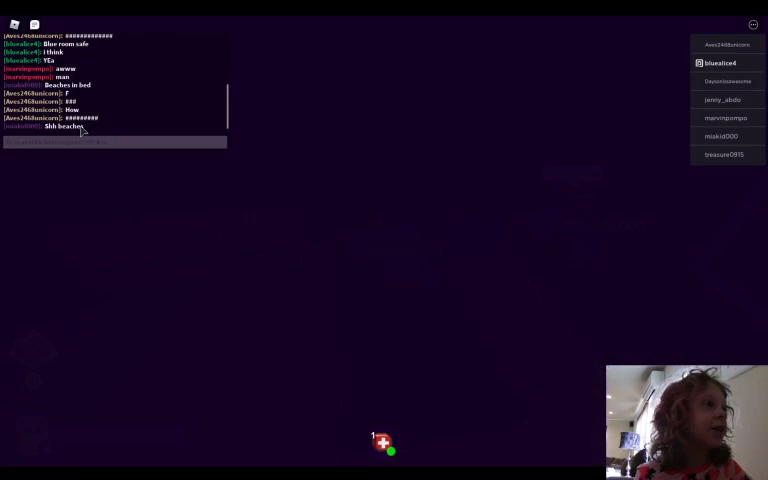 [Aves2468unicorn]: #############
[bluealice4]: Blue room safe
[bluealice4]: i think
[bluealice4]: YEa
[marvinpompo]: awww
[marvinpompo]: man
[miakid000]: Beaches in bed
[Aves2468unicorn]: F
[Aves2468unicorn]: ###
[Aves2468unicorn]: How
[Aves2468unicorn]: #########
[miakid000]: Shh beaches
Aves2468unicorn
bluealice4
Daysonisawesome
jenny_abdo
marvinpompo
miakid000
treasure0915
1